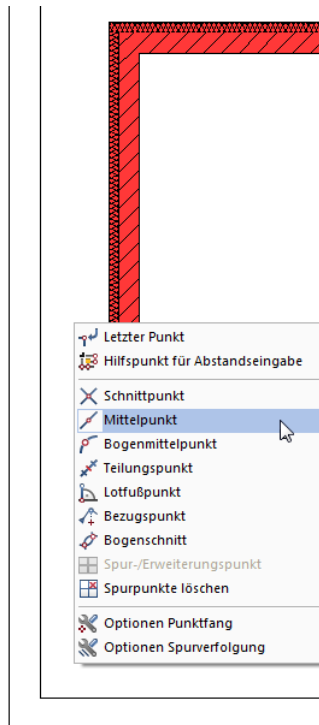 Letzter Punkt
Hilfspunkt für Abstandseingabe
Schnittpunkt
Mittelpunkt
Bogenmittelpunkt
Teilungspunkt
Lotfußpunkt
Bezugspunkt
Bogenschnitt
Spur-/Erweiterungspunkt
Spurpunkte löschen
Optionen Punktfang
Optionen Spurverfolgung